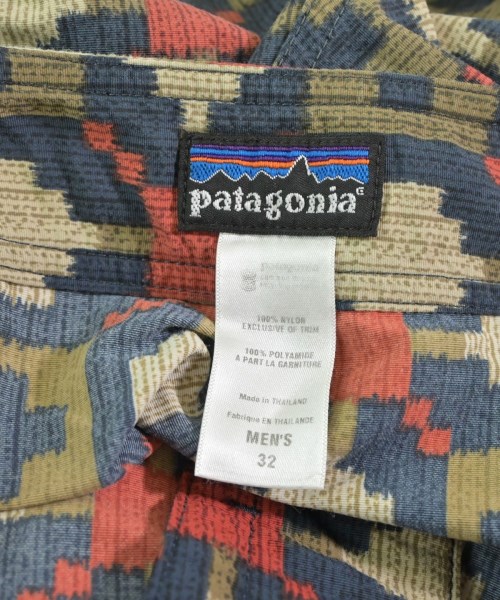 patagonia
patagonia
100% NYLON
EXCLUSIVE OF TRIM
100% POLYAMIDE
A PART LA GARNITURE
Made in THAILAND
Fabriqué EN THAILANDE
MEN'S
32